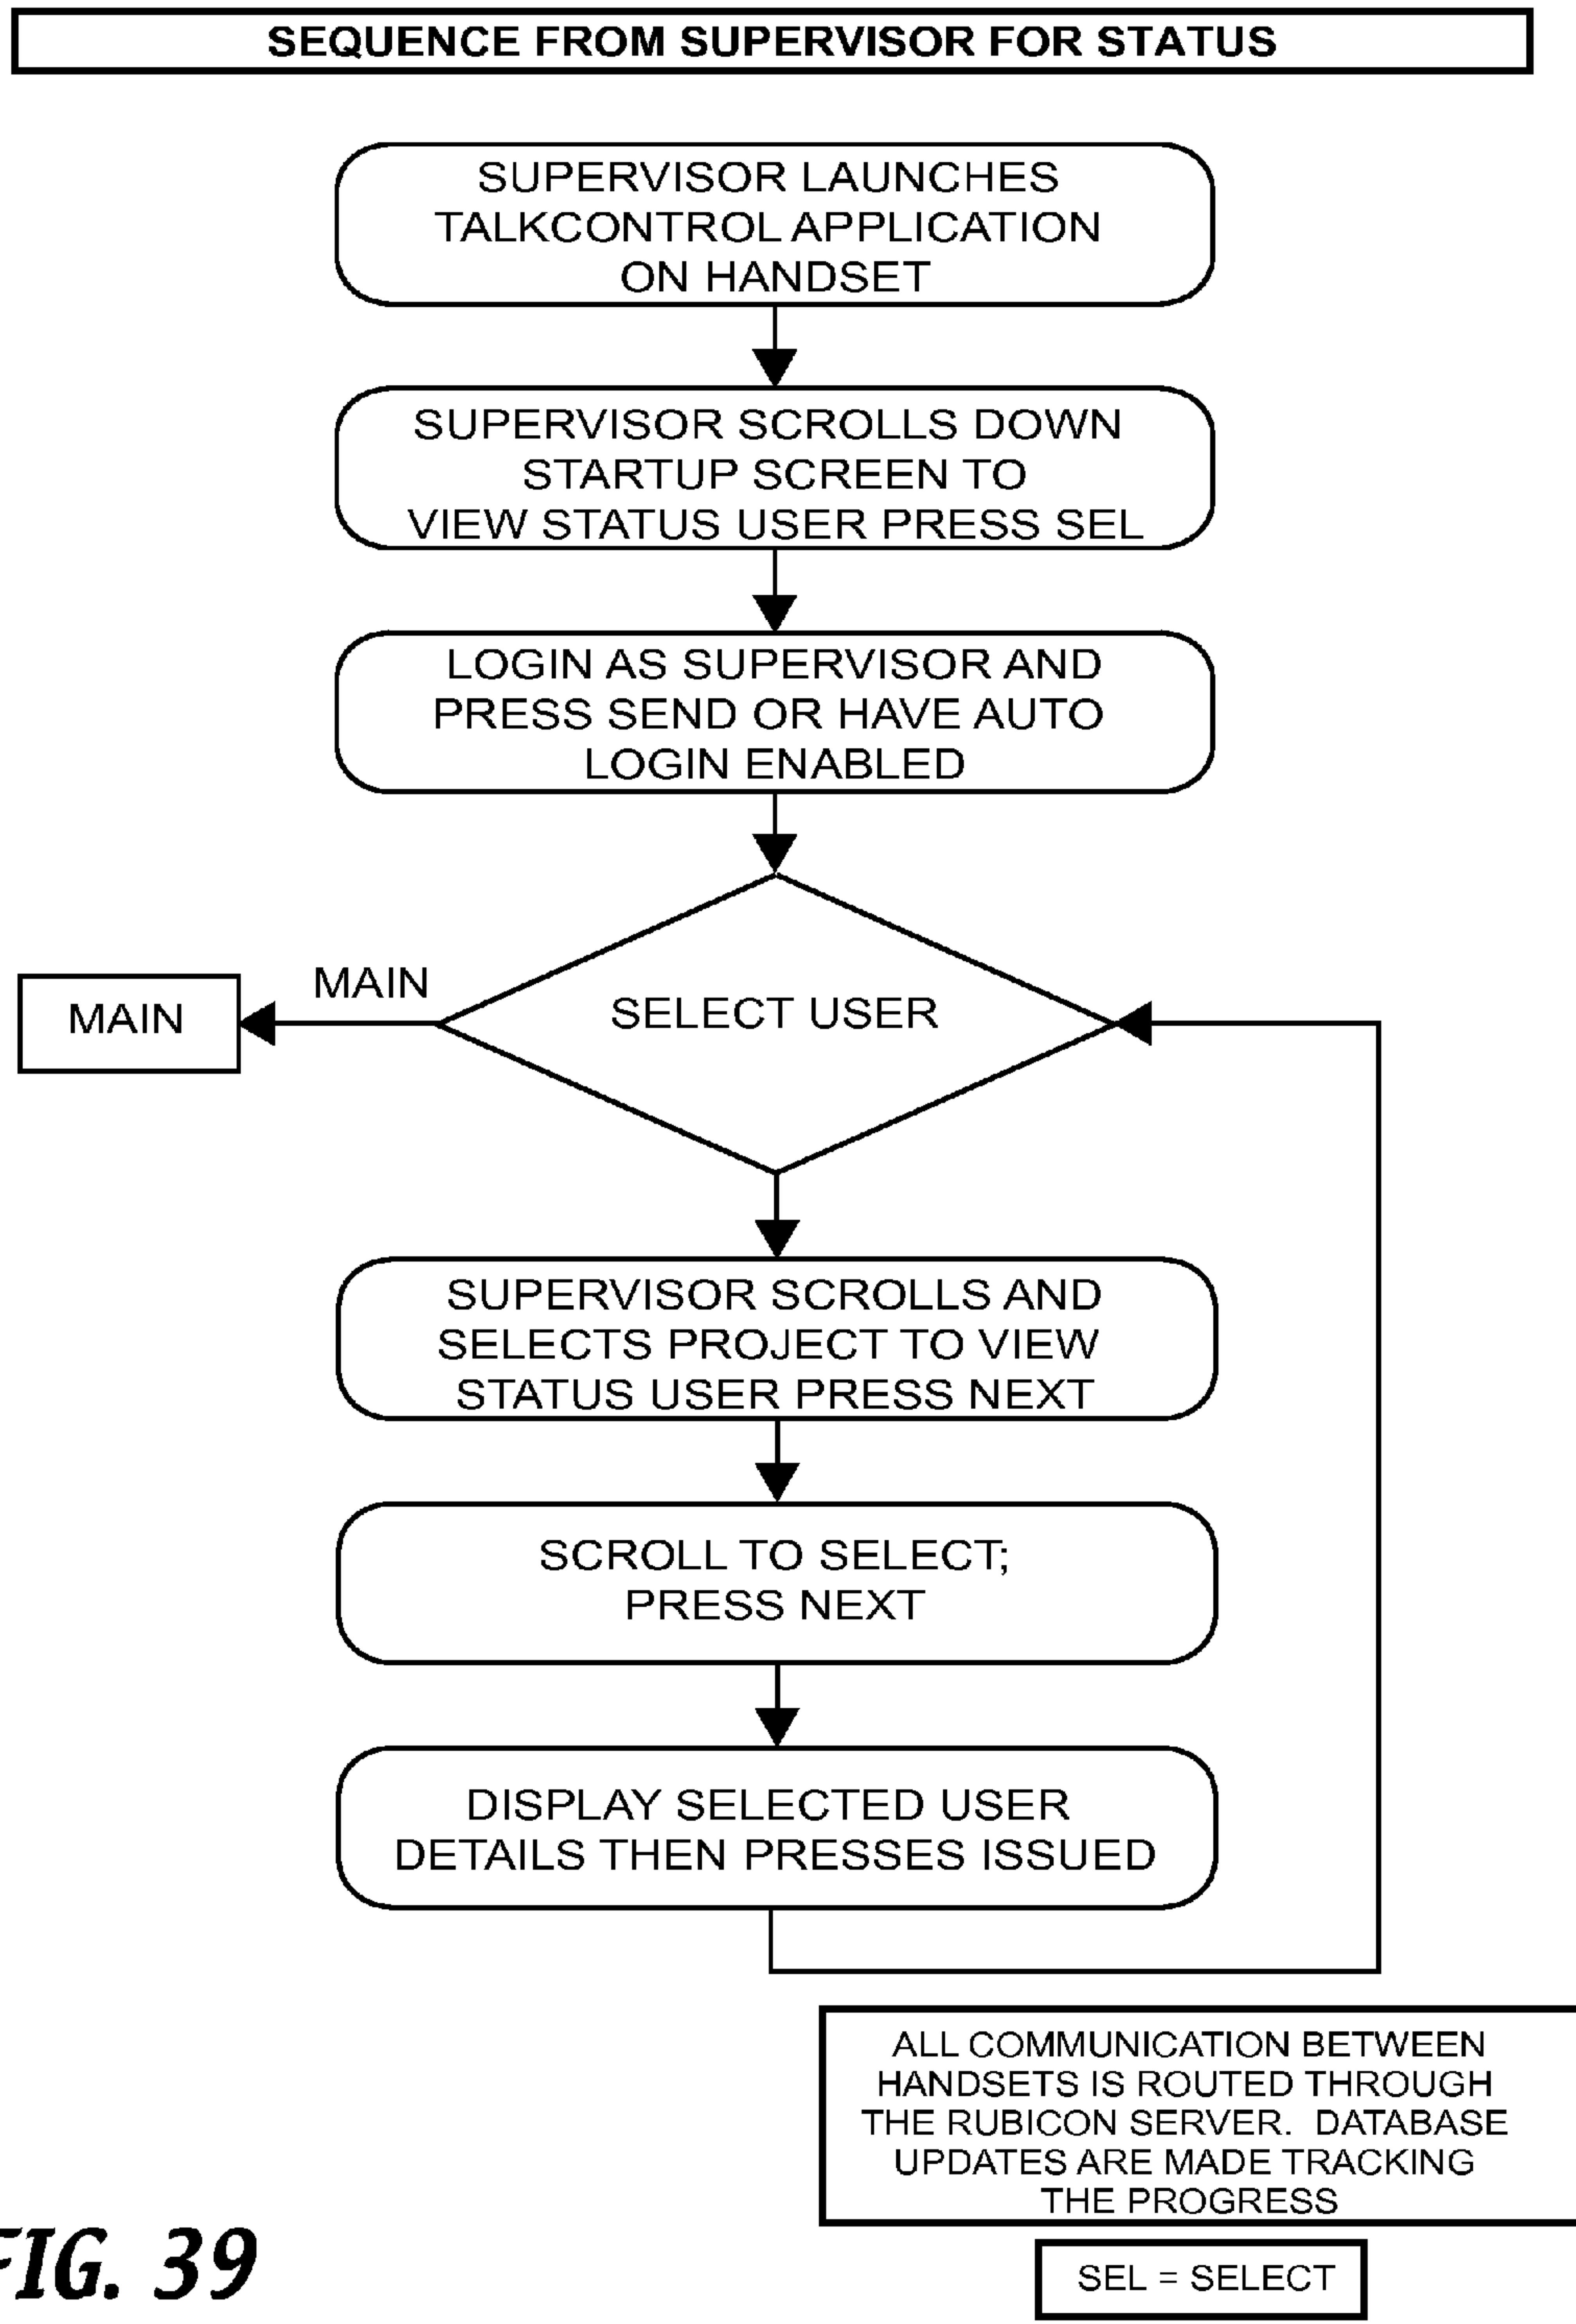 SEQUENCE FROM SUPERVISOR FOR STATUS
SUPERVISOR LAUNCHES
TALKCONTROL APPLICATION
ON HANDSET
SUPERVISOR SCROLLS DOWN
STARTUP SCREEN TO
VIEW STATUS USER PRESS SEL
LOGIN AS SUPERVISOR AND
PRESS SEND OR HAVE AUTO
LOGIN ENABLED
MAIN
MAIN
SELECT USER
SUPERVISOR SCROLLS AND
SELECTS PROJECT TO VIEW
STATUS USER PRESS NEXT
SCROLL TO SELECT;
PRESS NEXT
DISPLAY SELECTED USER
DETAILS THEN PRESSES ISSUED
ALL COMMUNICATION BETWEEN
HANDSETS IS ROUTED THROUGH
THE RUBICON SERVER. DATABASE
UPDATES ARE MADE TRACKING
THE PROGRESS
FIG. 39
SEL = SELECT